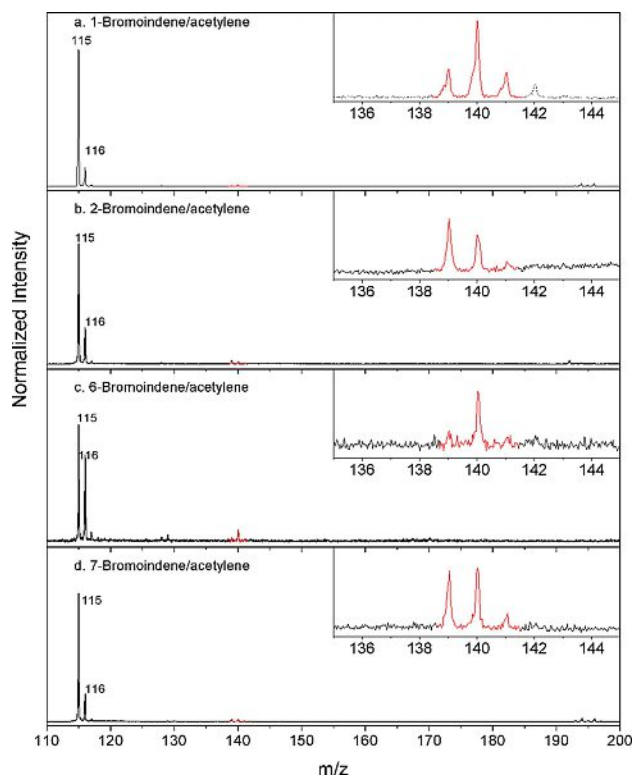 a. 1-Bromoindene/acetylene
115
116
136 138 140 142 144
b. 2-Bromoindene/acetylene
115
116
136 138 140 142 144
c. 6-Bromoindene/acetylene
115
116
136 138 140 142 144
d. 7-Bromoindene/acetylene
115
116
136 138 140 142 144
110 120 130 140 150 160 170 180 190 200
m/z
Normalized Intensity